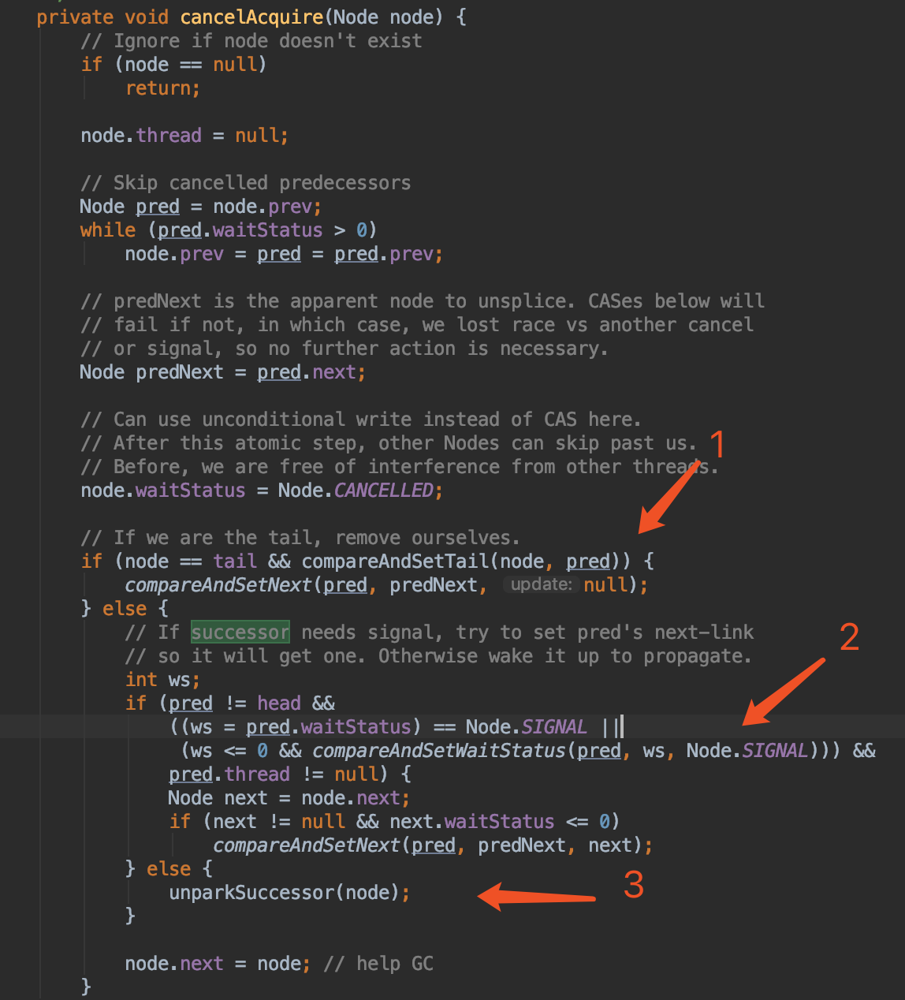 private void cancelAcquire(Node node) {
// Ignore if node doesn't exist
if (node == null)
return;
node.thread = null;
// Skip cancelled predecessors
Node pred = node.prev;
while (pred.waitStatus > 0)
node.prev = pred = pred.prev;
// predNext is the apparent node to unsplice. CASes below will
// fail if not, in which case, we lost race vs another cancel
// or signal, so no further action is necessary.
Node predNext = pred.next;
// Can use unconditional write instead of CAS here.
// After this atomic step, other Nodes can skip past us.
1
// Before, we are free of interference from other threads.
node.waitStatus = Node.CANCELLED;
// If we are the tail, remove ourselves.
if (node == tail && compareAndSetTail(node, pred)) {
compareAndSetNext(pred, predNext, update: null);
} else {
// If successor needs signal, try to set pred's next-link
2
// so it will get one. Otherwise wake it up to propagate.
int ws;
if (pred != head &&
((ws = pred.waitStatus) == Node.SIGNAL ||
(ws <= 0 && compareAndSetWaitStatus(pred, ws, Node.SIGNAL))) &&
pred.thread != null) {
Node next = node.next;
if (next != null && next.waitStatus <= 0)
compareAndSetNext(pred, predNext, next);
} else {
3
unparkSuccessor(node);
}
node.next = node; // help GC
}